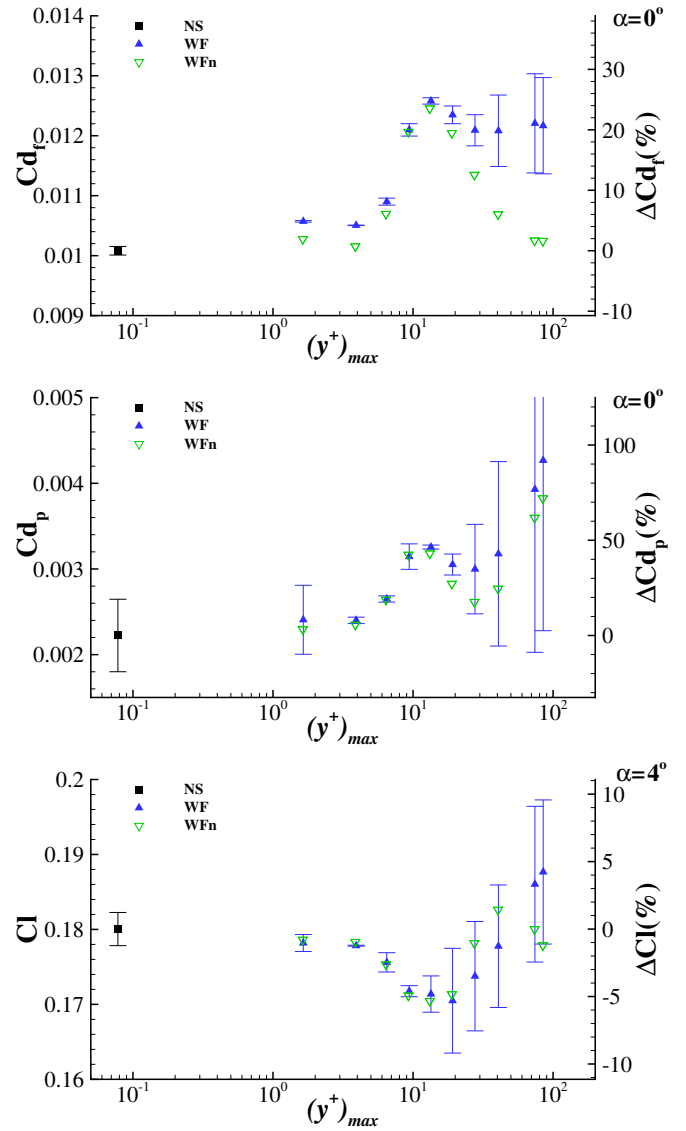 0.014
0.013
0.012
0.011
0.01
0.009
Cd_f
NS
WF
WFn
α=0°
30
20
10
0
-10
ΔCd_f(%)
10^-1
10^0
10^1
10^2
(y^+)_max
0.005
0.004
0.003
0.002
Cd_p
NS
WF
WFn
α=0°
100
50
0
ΔCd_p(%)
10^-1
10^0
10^1
10^2
(y^+)_max
0.2
0.19
0.18
0.17
0.16
Cl
NS
WF
WFn
α=4°
10
5
0
-5
-10
ΔCl(%)
10^-1
10^0
10^1
10^2
(y^+)_max